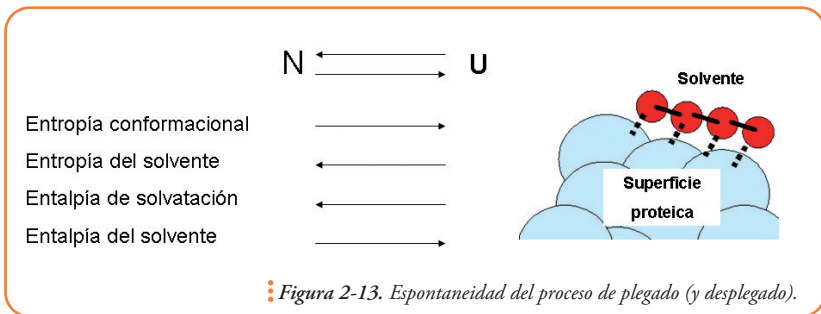 N U
Solvente
Entropía conformacional
Entropía del solvente
Entalpía de solvatación
Entalpía del solvente
Superficie
proteica
Figura 2-13. Espontaneidad del proceso de plegado (y desplegado).